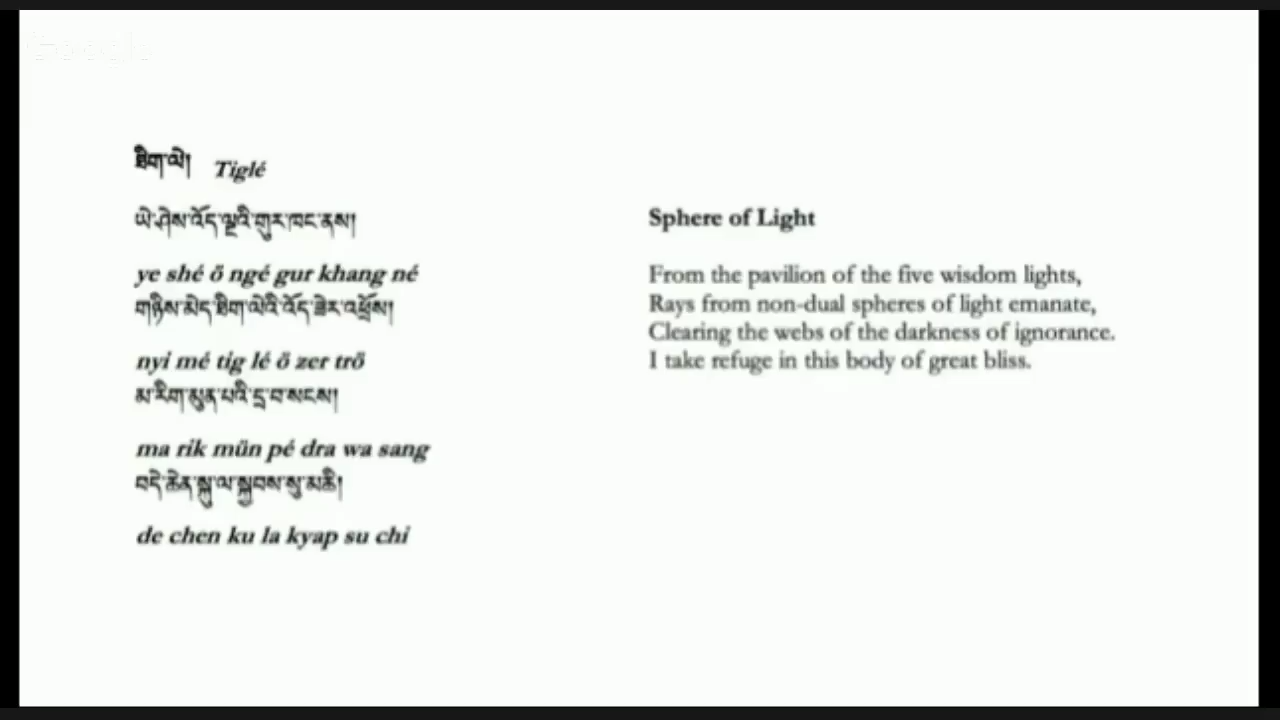 Google
ཐིག་ལེ། Tiglé
ཡེ་ཤེས་འོད་ལྔའི་གུར་ཁང་ནས།
ye shé ö ngé gur khang né
གཉིས་མེད་ཐིག་ལེའི་འོད་ཟེར་འཕྲོས།
nyi mé tig lé ö zer trö
མ་རིག་མུན་པའི་དྲ་བ་སངས།
ma rik mün pé dra wa sang
བདེ་ཆེན་སྐུ་ལ་སྐྱབས་སུ་མཆི།
de chen ku la kyap su chi
Sphere of Light
From the pavilion of the five wisdom lights,
Rays from non-dual spheres of light emanate,
Clearing the webs of the darkness of ignorance.
I take refuge in this body of great bliss.